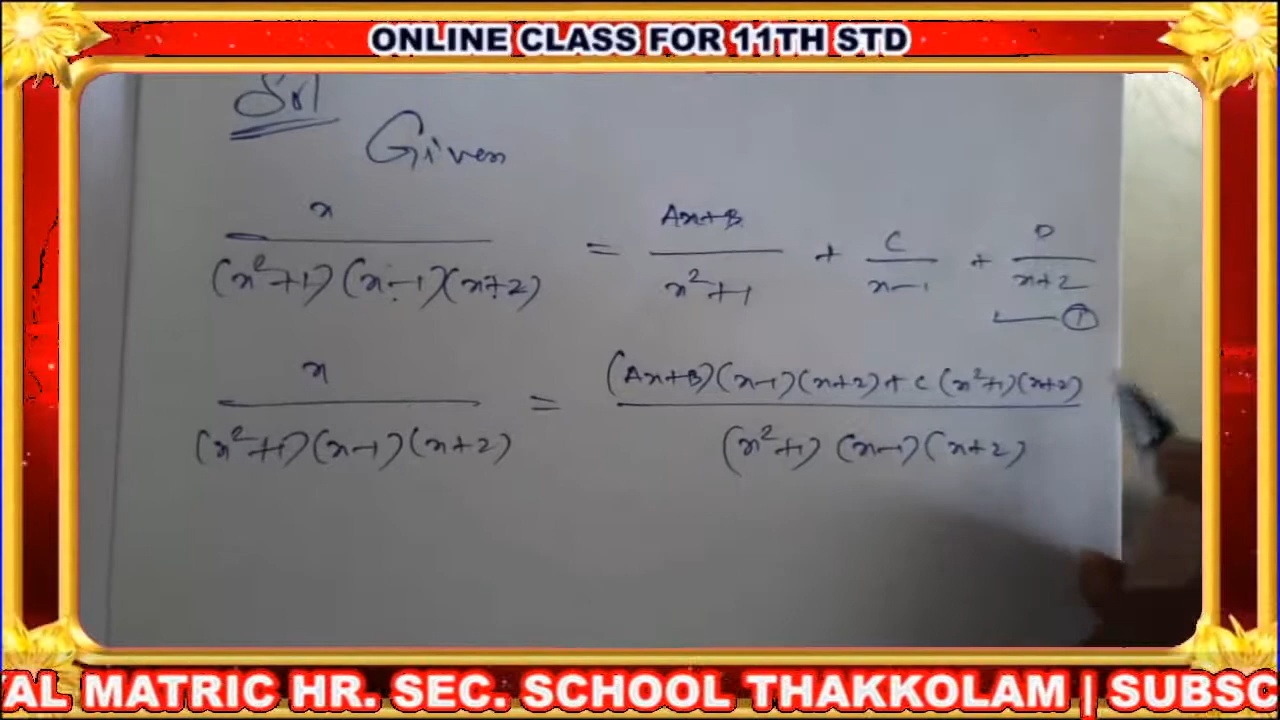 ONLINE CLASS FOR 11TH STD
Sol
Given
x / (x²+1)(x-1)(x+2) = Ax+B / x²+1 + C / x-1 + D / x+2
①
x / (x²+1)(x-1)(x+2) = (Ax+B)(x-1)(x+2)+C(x²+1)(x+2) / (x²+1)(x-1)(x+2)
AL MATRIC HR. SEC. SCHOOL THAKKOLAM | SUBSC